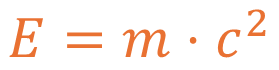 E = m · c²